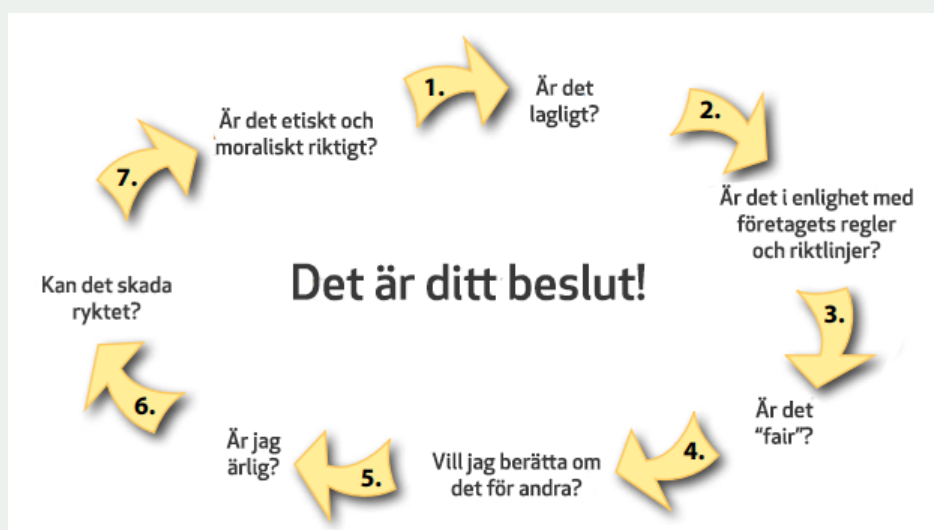 1.
Är det
lagligt?
2.
Är det i enlighet med
företagets regler
och riktlinjer?
3.
Är det
“fair”?
4.
Vill jag berätta om
det för andra?
5.
Är jag
ärlig?
6.
Kan det skada
ryktet?
7.
Är det etiskt och
moraliskt riktigt?
Det är ditt beslut!